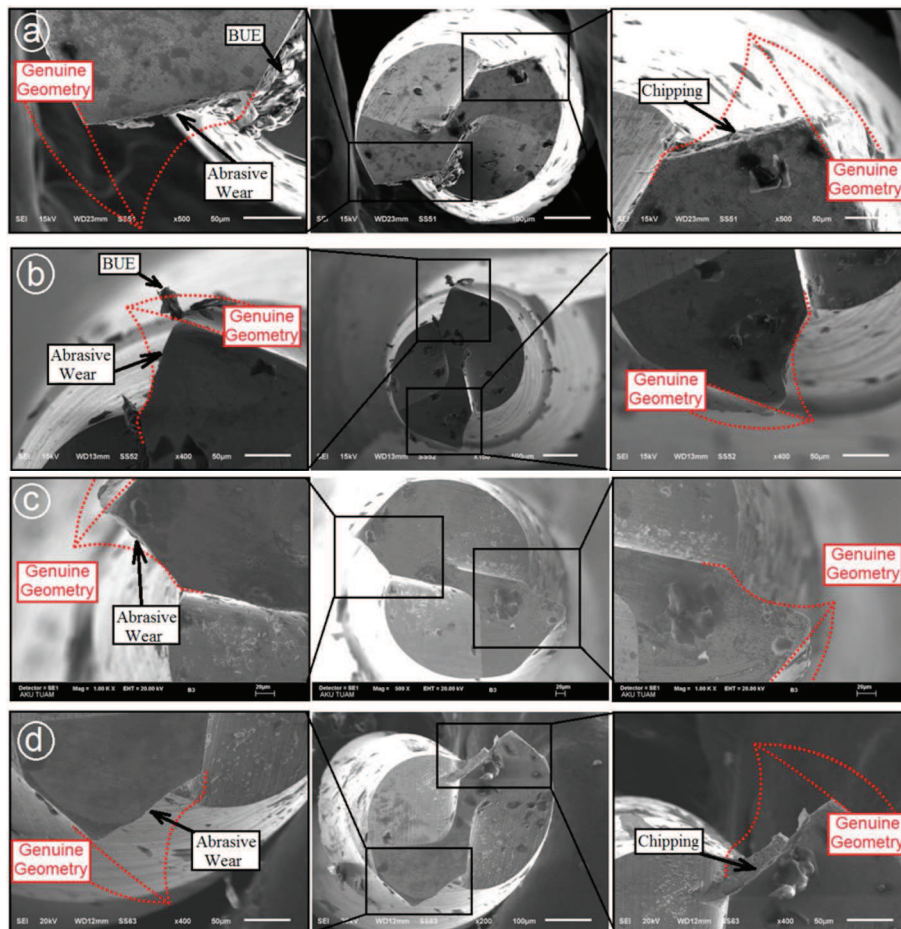 a
BUE
Genuine
Geometry
Abrasive
Wear
SEI 15kV WD23mm SS51 x500 50µm
SEI 15kV WD23mm SS51 100µm
Chipping
Genuine
Geometry
SEI 15kV WD23mm SS51 x500 50µm
b
BUE
Genuine
Geometry
Abrasive
Wear
SEI 15kV WD13mm SS52 x400 50µm
SEI 15kV WD13mm SS52 100µm
Genuine
Geometry
SEI 15kV WD13mm SS52 x400 50µm
c
Genuine
Geometry
Abrasive
Wear
Detector = SE1 Mag = 1.00 K X EHT = 20.00 kV B3 20µm
AKU TUAM
Detector = SE1 Mag = 500 X EHT = 20.00 kV B3 20µm
AKU TUAM
Genuine
Geometry
Detector = SE1 Mag = 1.00 K X EHT = 20.00 kV B3 20µm
AKU TUAM
d
Genuine
Geometry
Abrasive
Wear
SEI 20kV WD12mm SS63 x400 50µm
SEI 20kV WD12mm SS63 x200 100µm
Chipping
Genuine
Geometry
SEI 20kV WD12mm SS63 x400 50µm